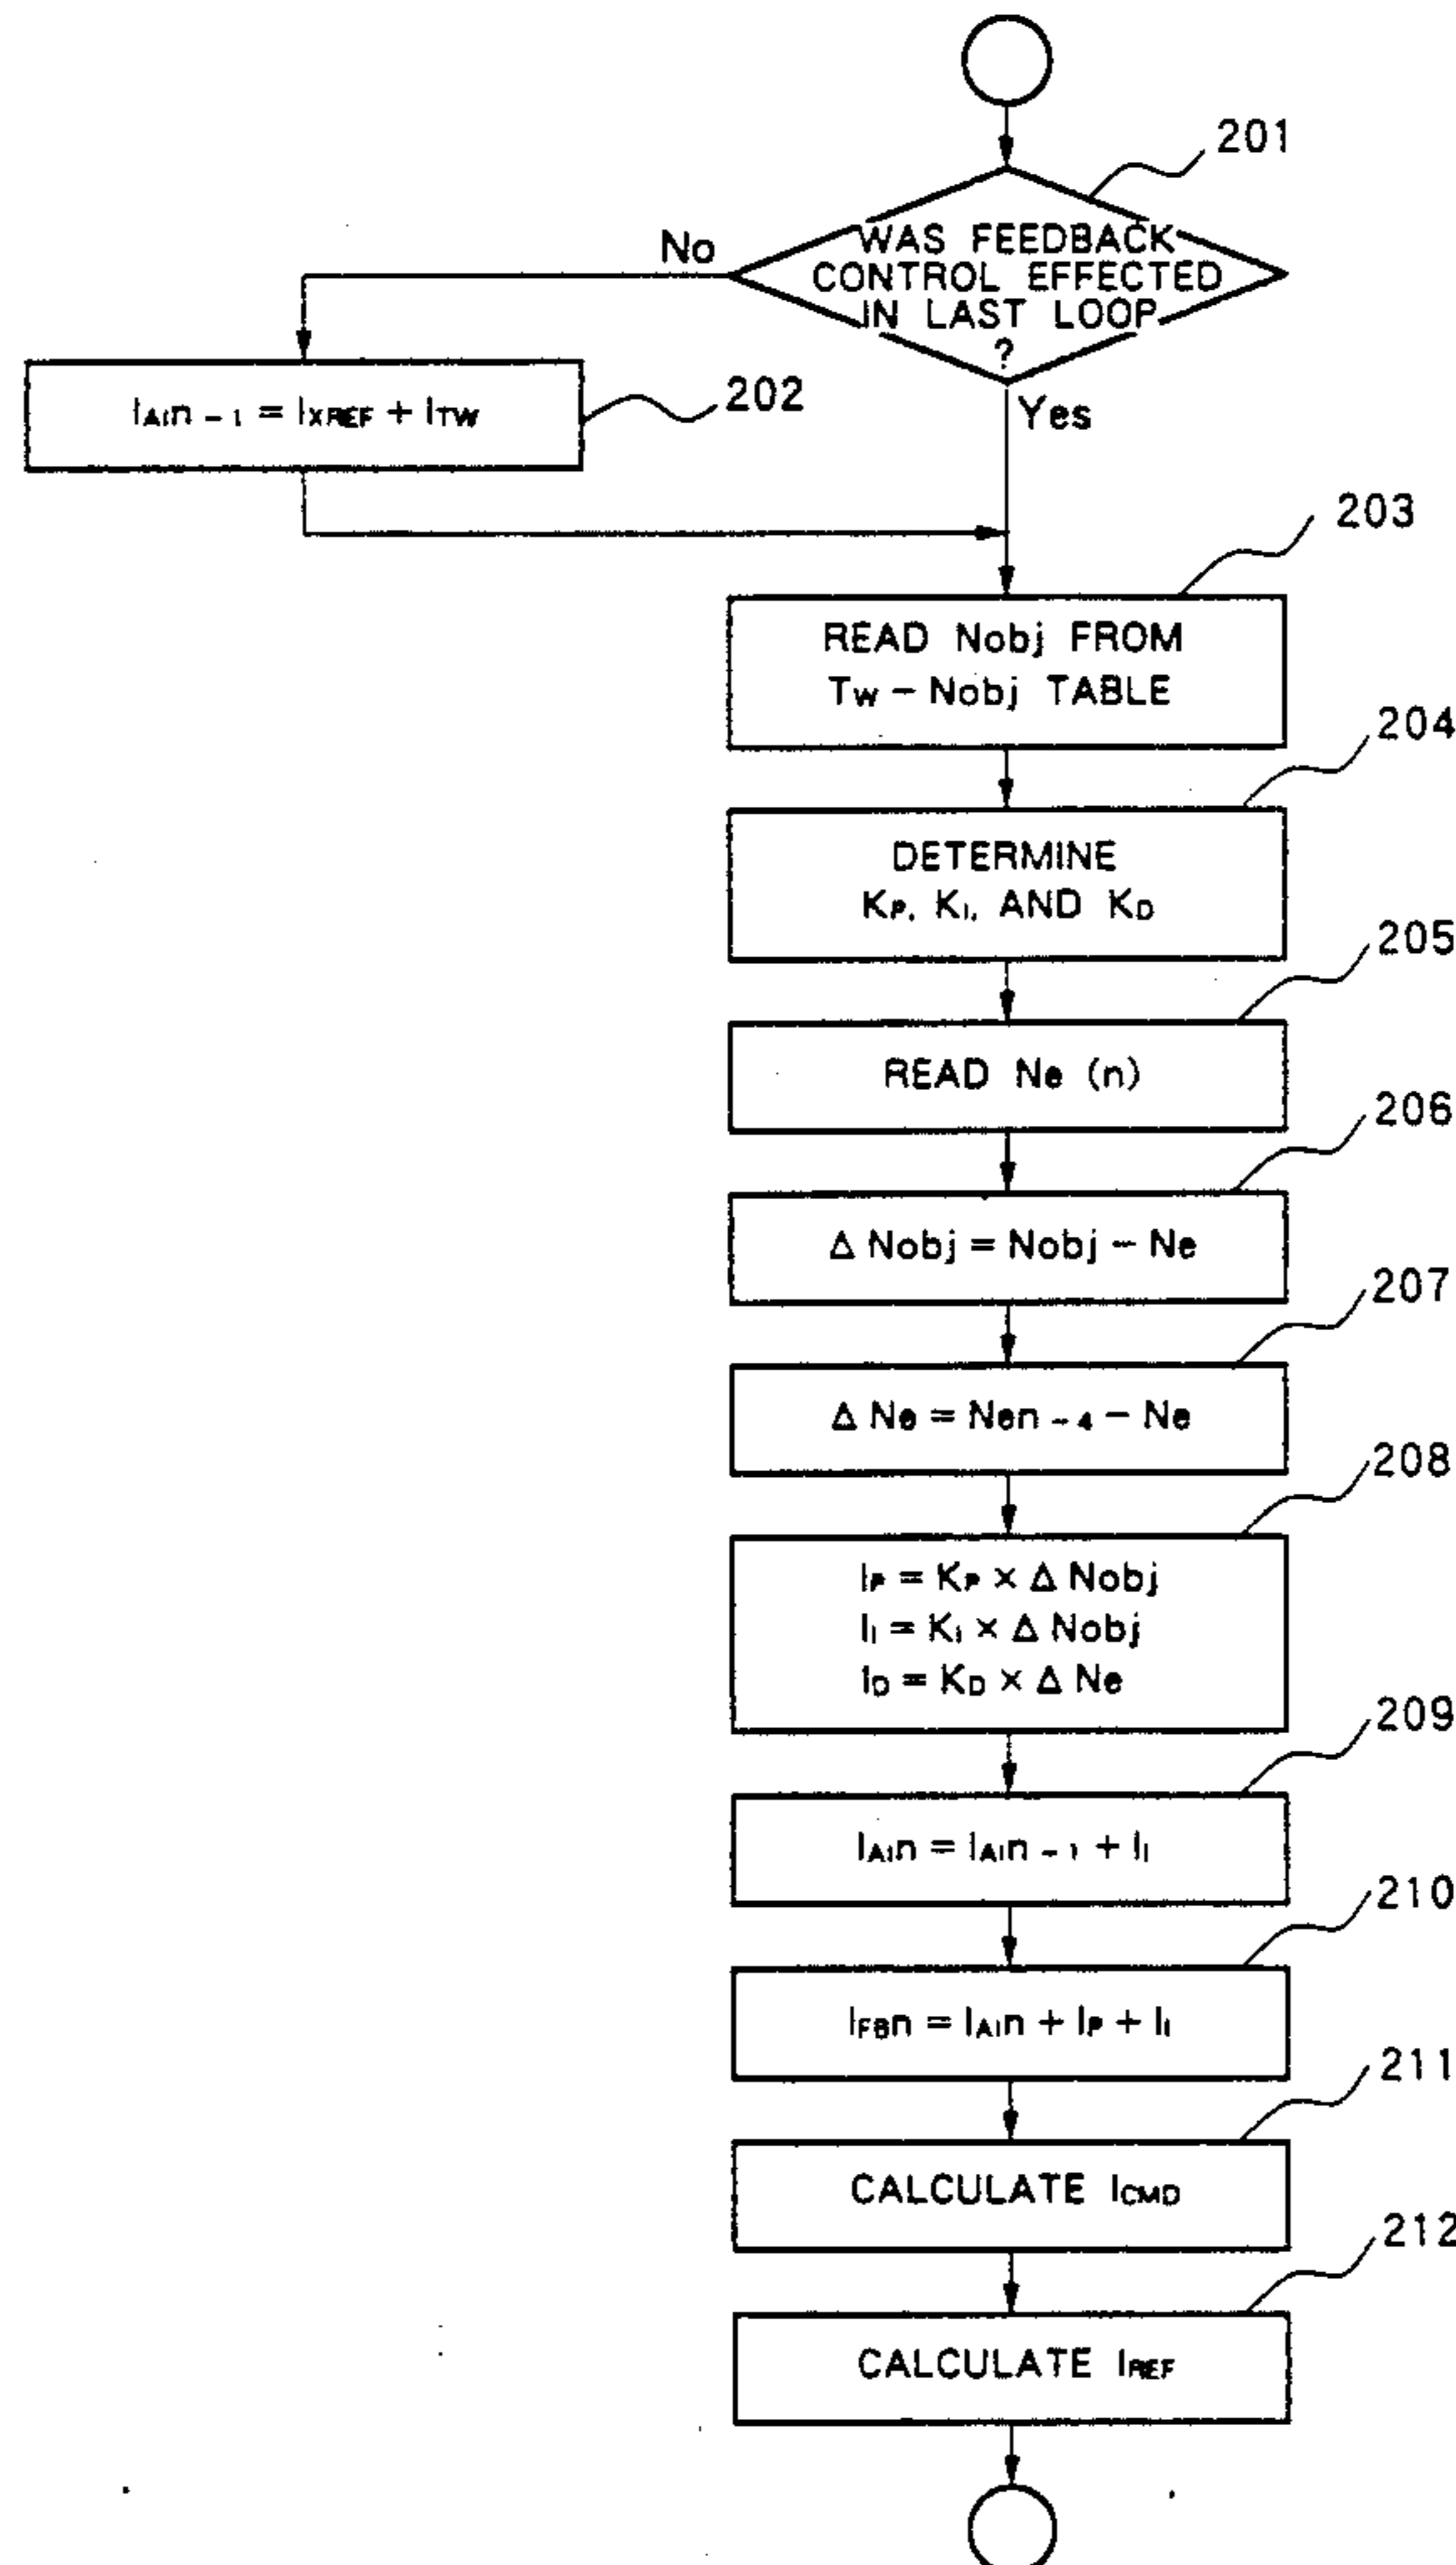 201
No
WAS FEEDBACK
CONTROL EFFECTED
IN LAST LOOP
?
IAIn - 1 = IXREF + ITW
202
Yes
203
READ Nobj FROM
TW - Nobj TABLE
204
DETERMINE
KP, KI, AND KD
205
READ Ne (n)
206
Δ Nobj = Nobj - Ne
207
Δ Ne = Nen - 4 - Ne
208
IP = KP × Δ Nobj
II = KI × Δ Nobj
ID = KD × Δ Ne
209
IAIn = IAIn - 1 + II
210
IFBn = IAIn + IP + II
211
CALCULATE ICMD
212
CALCULATE IREF